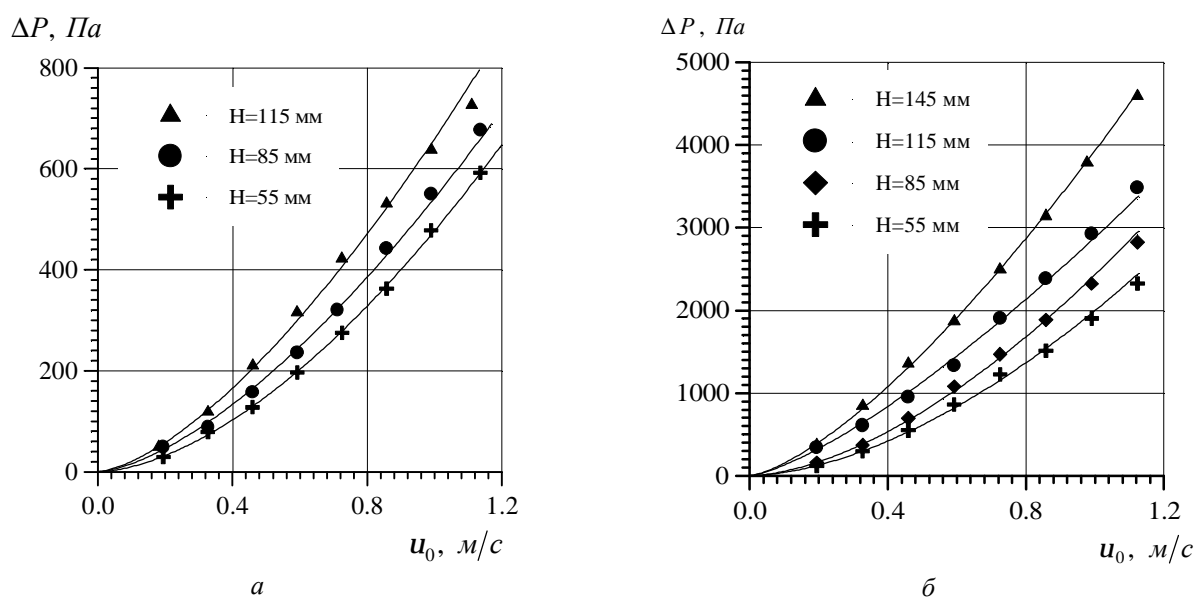 ΔP, Па
800
600
400
200
0
0.0 0.4 0.8 1.2
H=115 мм
H=85 мм
H=55 мм
u₀, м/с
а
ΔP, Па
5000
4000
3000
2000
1000
0
0.0 0.4 0.8 1.2
H=145 мм
H=115 мм
H=85 мм
H=55 мм
u₀, м/с
б